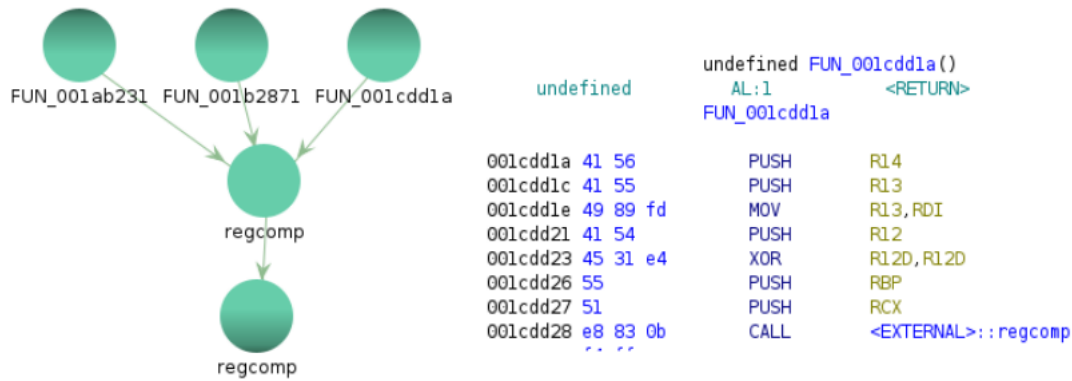 FUN_001ab231 FUN_001b2871 FUN_001cdd1a
regcomp
regcomp
undefined FUN_001cdd1a()
undefined AL:1 <RETURN>
FUN_001cdd1a
001cdd1a 41 56 PUSH R14
001cdd1c 41 55 PUSH R13
001cdd1e 49 89 fd MOV R13,RDI
001cdd21 41 54 PUSH R12
001cdd23 45 31 e4 XOR R12D,R12D
001cdd26 55 PUSH RBP
001cdd27 51 PUSH RCX
001cdd28 e8 83 0b CALL <EXTERNAL>::regcomp